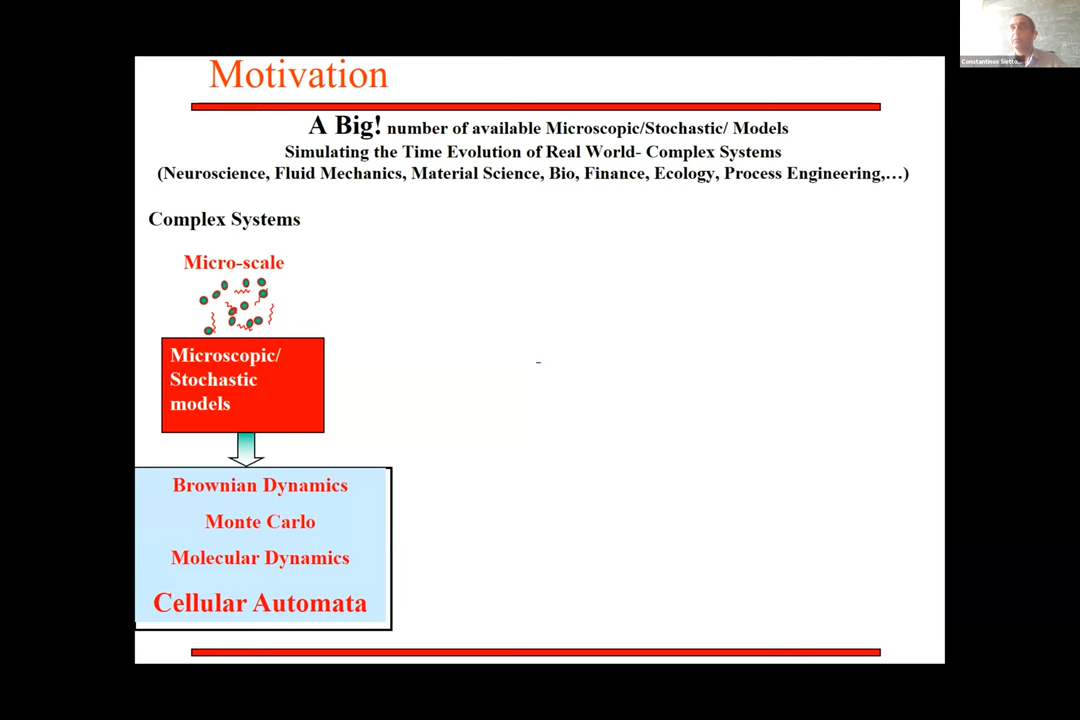 Motivation
A Big! number of available Microscopic/Stochastic/ Models
Simulating the Time Evolution of Real World- Complex Systems
(Neuroscience, Fluid Mechanics, Material Science, Bio, Finance, Ecology, Process Engineering,…)
Complex Systems
Micro-scale
Microscopic/
Stochastic
models
Brownian Dynamics
Monte Carlo
Molecular Dynamics
Cellular Automata
Constantinos Sietto...